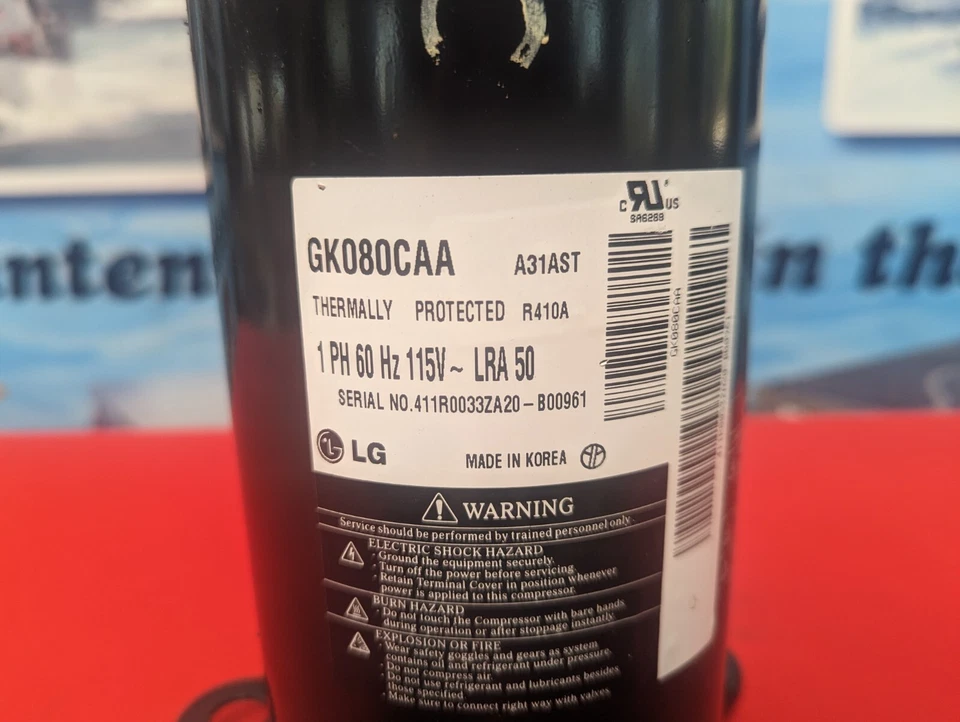 C RU US
SA6289
GK080CAA A31AST
THERMALLY PROTECTED R410A
1 PH 60 Hz 115V~ LRA 50
SERIAL NO.411R0033ZA20-B00961
LG MADE IN KOREA
GK080CAA
WARNING
Service should be performed by trained personnel only.
ELECTRIC SHOCK HAZARD
· Ground the equipment securely.
· Turn off the power before servicing.
· Retain Terminal Cover in position whenever
power is applied to this compressor.
BURN HAZARD
· Do not touch the Compressor with bare hands
during operation or after stoppage instantly.
EXPLOSION OR FIRE
· Wear safety goggles and gears as system
contains oil and refrigerant under pressure.
· Do not compress air.
· Do not use refrigerant and lubricants besides
those specified.
· Make sure to connect right way with valves
anten
in the